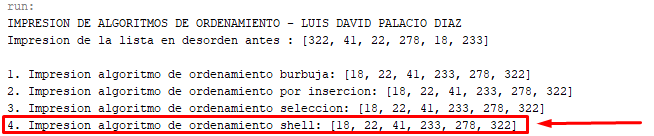 run:
IMPRESION DE ALGORITMOS DE ORDENAMIENTO - LUIS DAVID PALACIO DIAZ
Impresion de la lista en desorden antes : [322, 41, 22, 278, 18, 233]
1. Impresion algoritmo de ordenamiento burbuja: [18, 22, 41, 233, 278, 322]
2. Impresion algoritmo de ordenamiento por insercion: [18, 22, 41, 233, 278, 322]
3. Impresion algoritmo de ordenamiento seleccion: [18, 22, 41, 233, 278, 322]
4. Impresion algoritmo de ordenamiento shell: [18, 22, 41, 233, 278, 322]